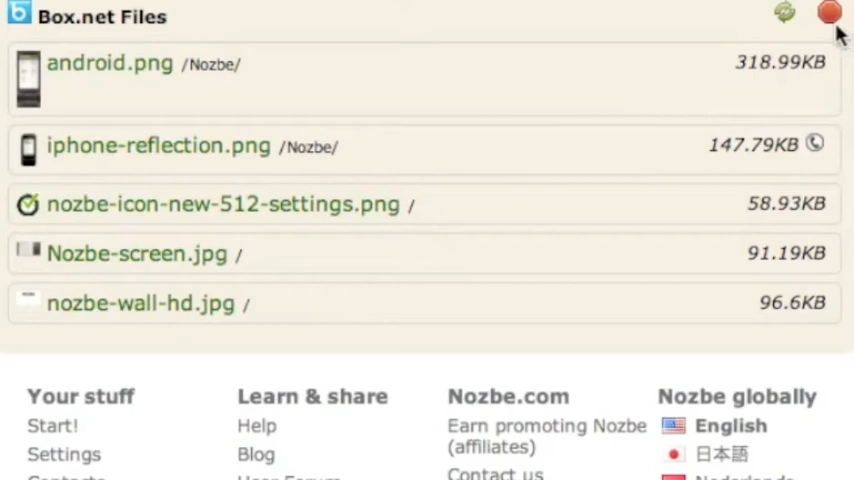 Box.net Files
android.png /Nozbe/ 318.99KB
iphone-reflection.png /Nozbe/ 147.79KB
nozbe-icon-new-512-settings.png / 58.93KB
Nozbe-screen.jpg / 91.19KB
nozbe-wall-hd.jpg / 96.6KB
Your stuff Learn & share Nozbe.com Nozbe globally
Start! Help Earn promoting Nozbe English
(affiliates)
Settings Blog 日本語
Contact us